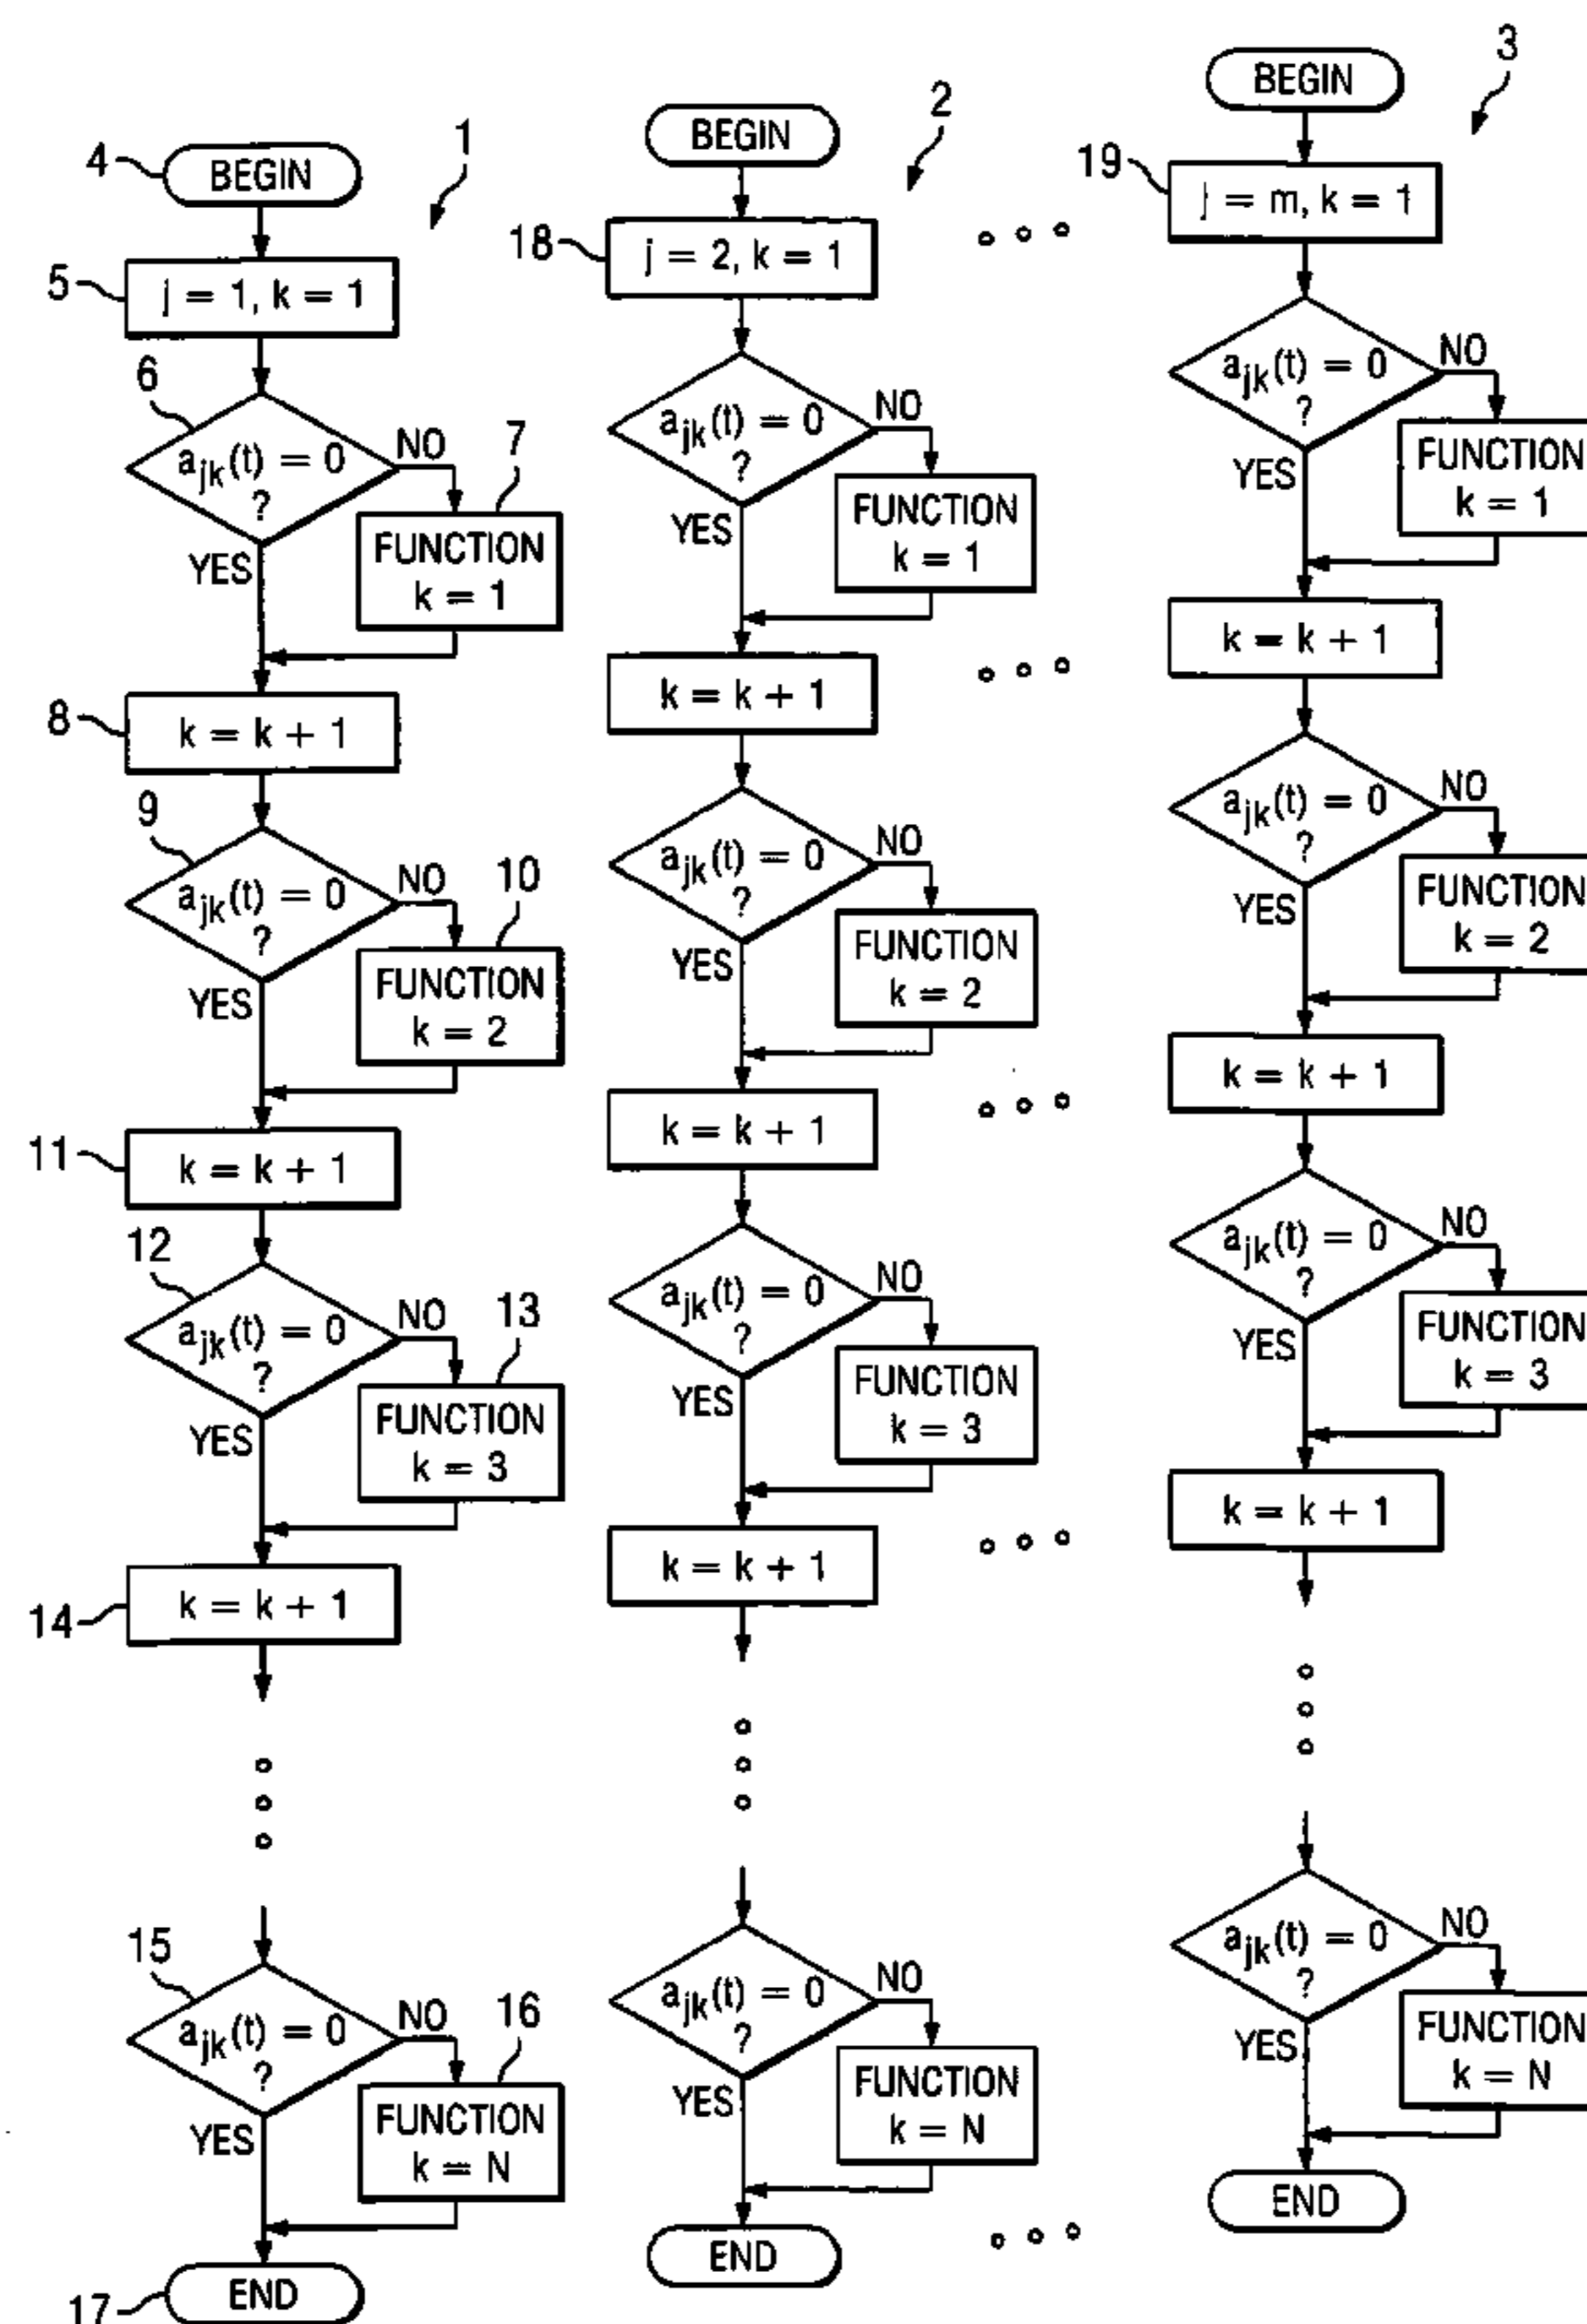 1
4
BEGIN
5
j = 1, k = 1
6
ajk(t) = 0
?
NO
YES
7
FUNCTION
k = 1
8
k = k + 1
9
ajk(t) = 0
?
NO
YES
10
FUNCTION
k = 2
11
k = k + 1
12
ajk(t) = 0
?
NO
YES
13
FUNCTION
k = 3
14
k = k + 1
15
ajk(t) = 0
?
NO
YES
16
FUNCTION
k = N
17
END
2
BEGIN
18
j = 2, k = 1
ajk(t) = 0
?
NO
YES
FUNCTION
k = 1
k = k + 1
ajk(t) = 0
?
NO
YES
FUNCTION
k = 2
k = k + 1
ajk(t) = 0
?
NO
YES
FUNCTION
k = 3
k = k + 1
ajk(t) = 0
?
NO
YES
FUNCTION
k = N
END
3
BEGIN
19
j = m, k = 1
ajk(t) = 0
?
NO
YES
FUNCTION
k = 1
k = k + 1
ajk(t) = 0
?
NO
YES
FUNCTION
k = 2
k = k + 1
ajk(t) = 0
?
NO
YES
FUNCTION
k = 3
k = k + 1
ajk(t) = 0
?
NO
YES
FUNCTION
k = N
END